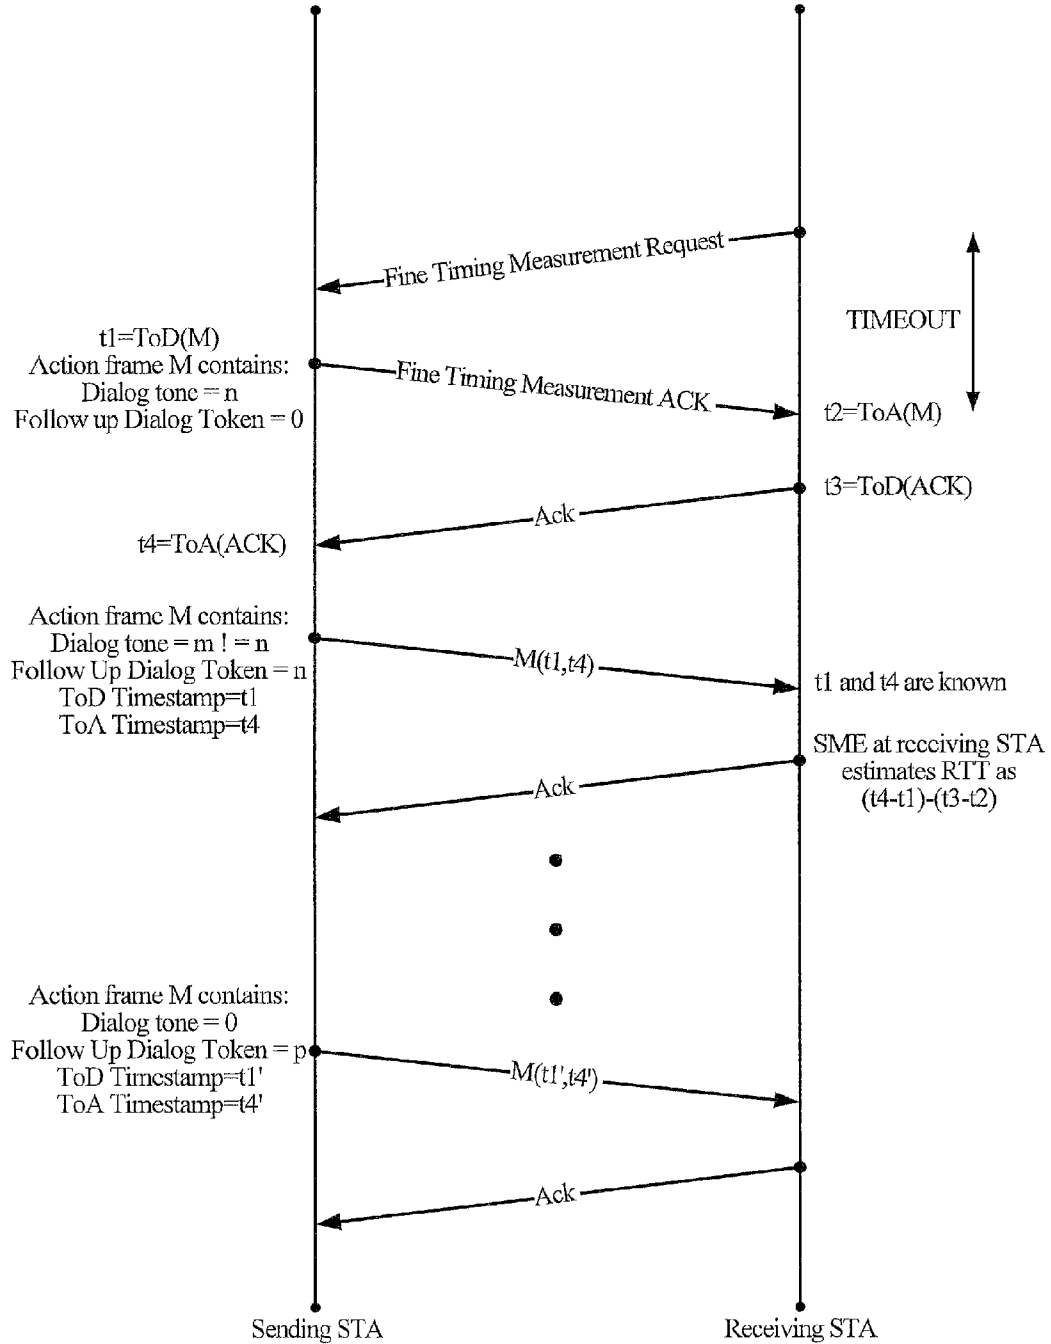 Fine Timing Measurement Request
TIMEOUT
t1=ToD(M)
Action frame M contains:
Dialog tone = n
Follow up Dialog Token = 0
Fine Timing Measurement ACK
t2=ToA(M)
t3=ToD(ACK)
Ack
t4=ToA(ACK)
Action frame M contains:
Dialog tone = m ! = n
Follow Up Dialog Token = n
ToD Timestamp=t1
ToA Timestamp=t4
M(t1,t4)
t1 and t4 are known
SME at receiving STA
estimates RTT as
(t4-t1)-(t3-t2)
Ack
Action frame M contains:
Dialog tone = 0
Follow Up Dialog Token = p
ToD Timestamp=t1'
ToA Timestamp=t4'
M(t1',t4')
Ack
Sending STA
Receiving STA